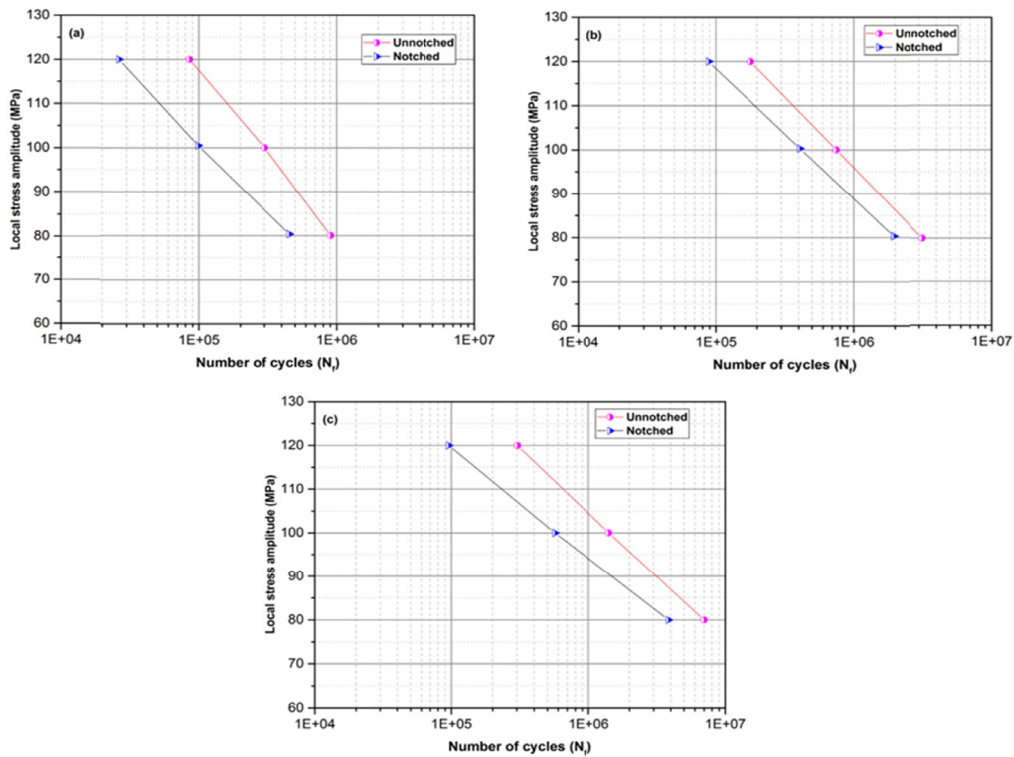 (a)
Unnotched
Notched
130
120
110
100
90
80
70
60
1E+04
1E+05
1E+06
1E+07
Local stress amplitude (MPa)
Number of cycles (Nf)
(b)
Unnotched
Notched
130
120
110
100
90
80
70
60
1E+04
1E+05
1E+06
1E+07
Local stress amplitude (MPa)
Number of cycles (Nf)
(c)
Unnotched
Notched
130
120
110
100
90
80
70
60
1E+04
1E+05
1E+06
1E+07
Local stress amplitude (MPa)
Number of cycles (Nf)